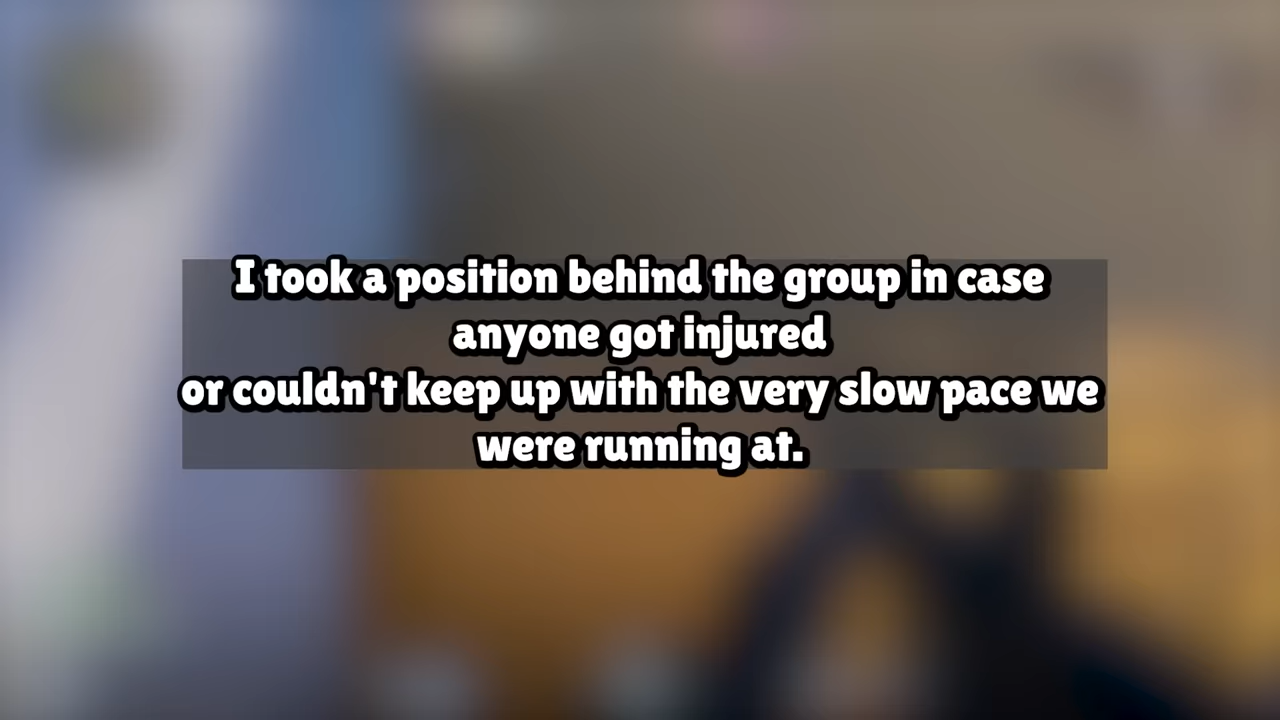 I took a position behind the group in case
anyone got injured
or couldn't keep up with the very slow pace we
were running at.